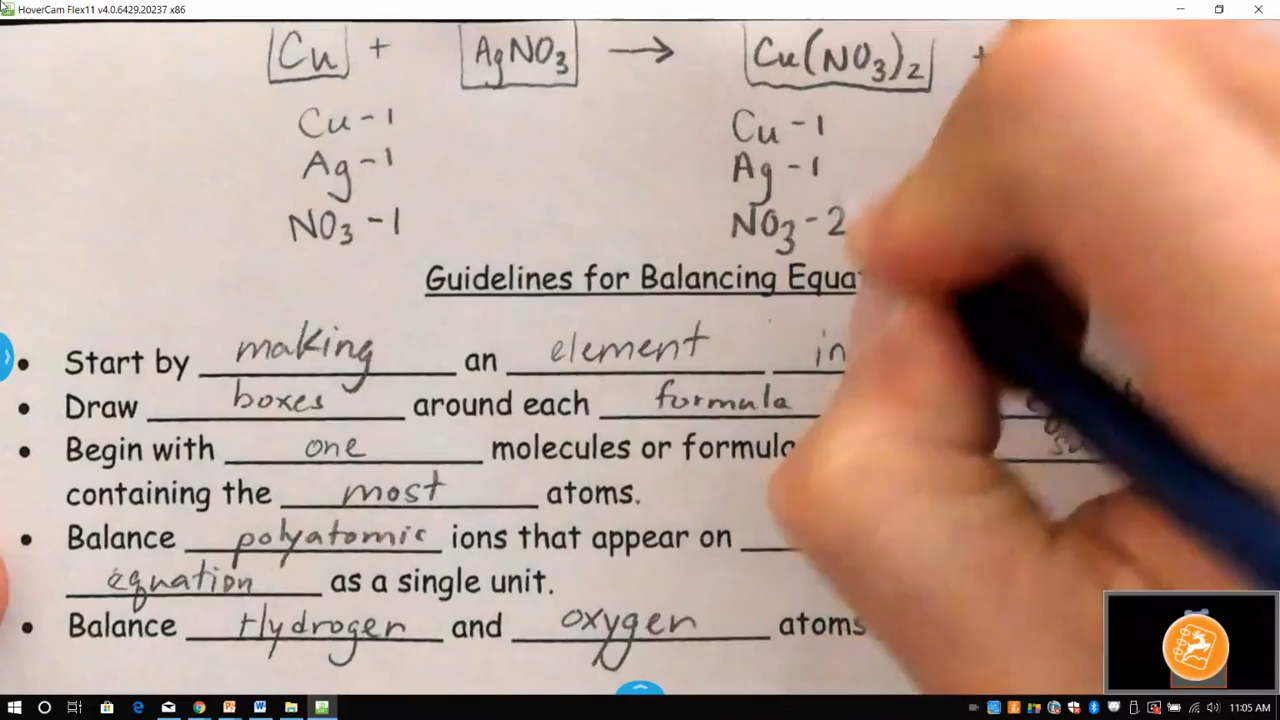 HoverCam Flex11 v4.0.6429.20237 x86
Cu + AgNO₃ → Cu(NO₃)₂ +
Cu - 1 Cu - 1
Ag - 1 Ag - 1
NO₃ - 1 NO₃ - 2
Guidelines for Balancing Equa
• Start by making an element in
• Draw boxes around each formula
• Begin with one molecules or formula
containing the most atoms.
• Balance polyatomic ions that appear on
equation as a single unit.
• Balance Hydrogen and oxygen atoms
11:05 AM